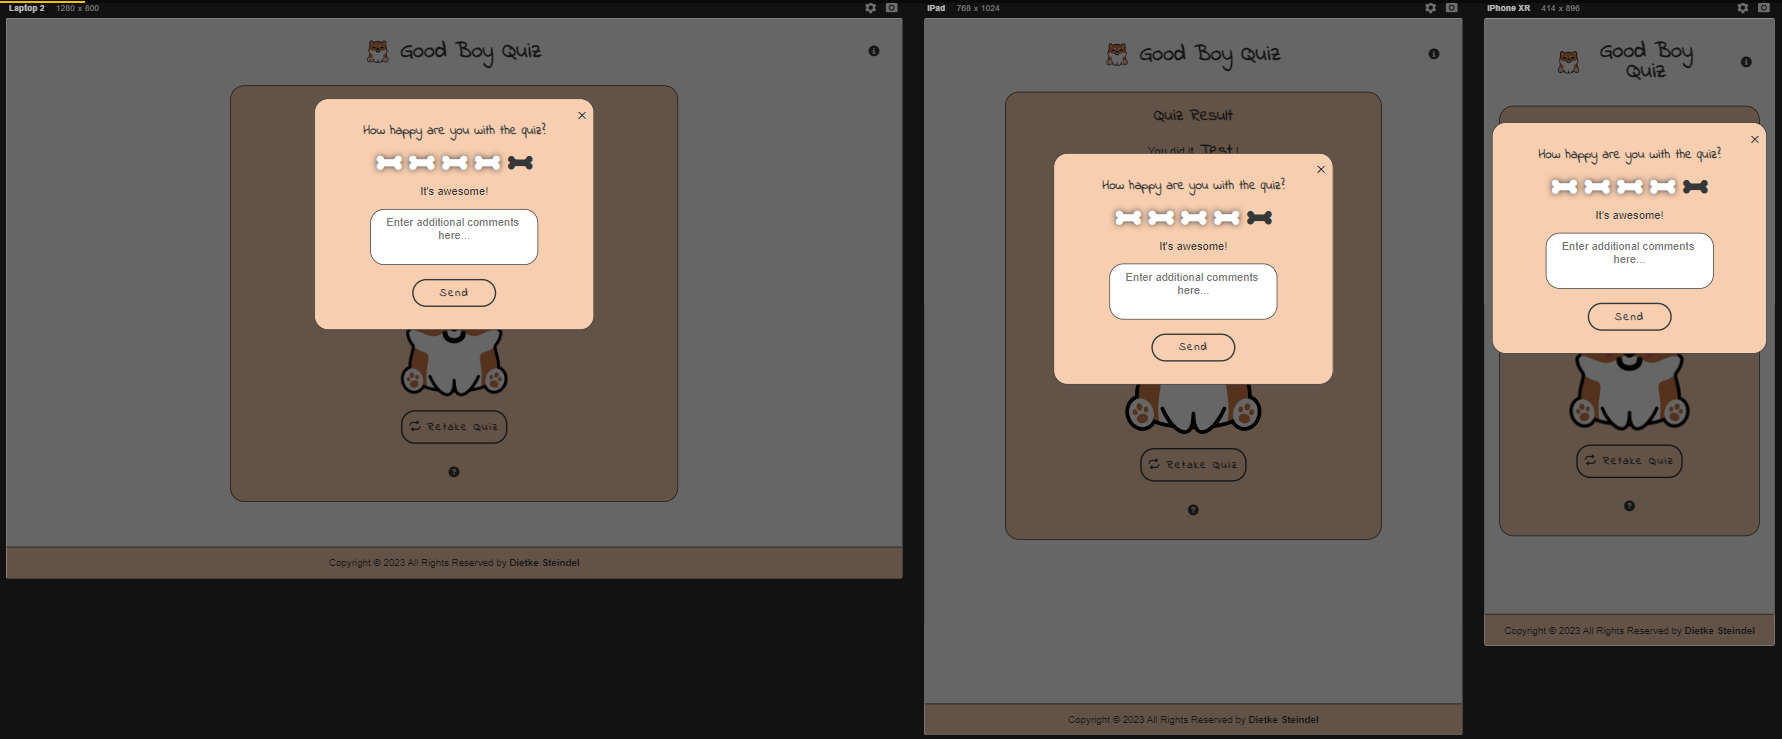 Laptop 2 1280 x 800
Good Boy Quiz
How happy are you with the quiz?
It's awesome!
Enter additional comments
here...
Send
Retake Quiz
Copyright © 2023 All Rights Reserved by Dietke Steindel
iPad 768 x 1024
Good Boy Quiz
Quiz Result
You did it, Test!
How happy are you with the quiz?
It's awesome!
Enter additional comments
here...
Send
Retake Quiz
Copyright © 2023 All Rights Reserved by Dietke Steindel
iPhone XR 414 x 896
Good Boy
Quiz
How happy are you with the quiz?
It's awesome!
Enter additional comments
here...
Send
Retake Quiz
Copyright © 2023 All Rights Reserved by Dietke Steindel